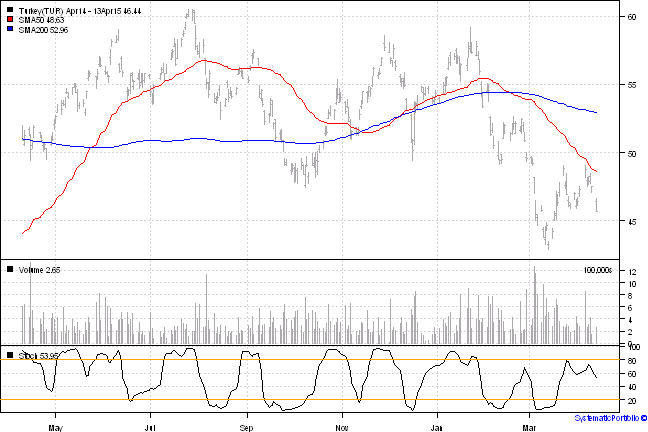 Turkey(TUR) Apr14 - 13Apr15 46.44
SMA50 48.63
SMA200 52.96
60
55
50
45
Volume 2.65
100,000s
12
10
8
6
4
2
0
Stoch 53.95
100
80
60
40
20
May Jul Sep Nov Jan Mar
SystematicPortfolio ©